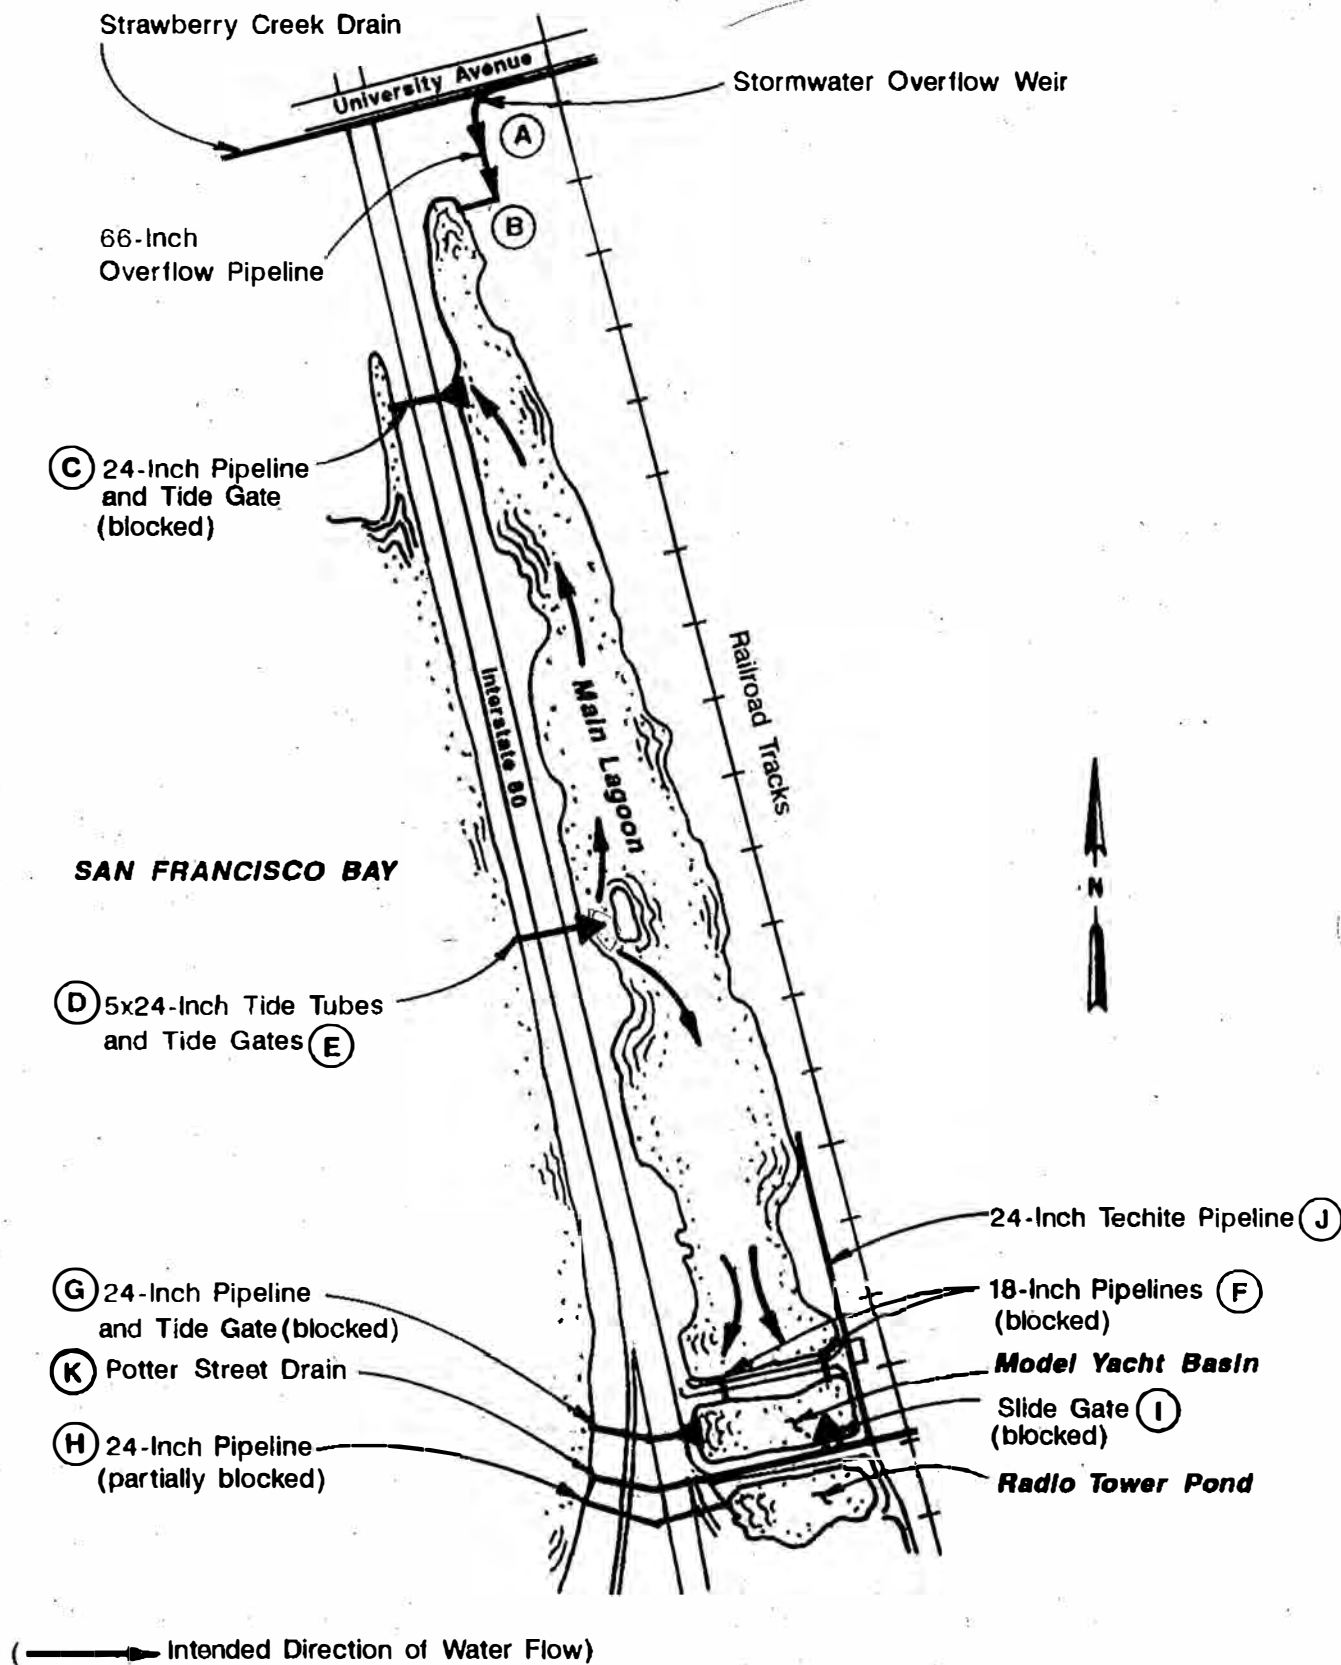 Strawberry Creek Drain
University Avenue
Stormwater Overflow Weir
A
66-Inch
Overflow Pipeline
B
C 24-Inch Pipeline
and Tide Gate
(blocked)
Railroad Tracks
Interstate 80
Main Lagoon
SAN FRANCISCO BAY
N
D 5x24-Inch Tide Tubes
and Tide Gates E
24-Inch Techite Pipeline J
G 24-Inch Pipeline
and Tide Gate (blocked)
18-Inch Pipelines F
(blocked)
K Potter Street Drain
Model Yacht Basin
Slide Gate I
(blocked)
H 24-Inch Pipeline
(partially blocked)
Radio Tower Pond
( Intended Direction of Water Flow)